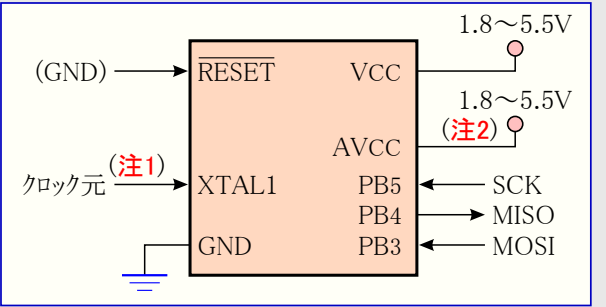 1.8～5.5V
(GND)
RESET
VCC
1.8～5.5V
(注2)
AVCC
(注1)
クロック元
XTAL1
PB5
SCK
PB4
MISO
GND
PB3
MOSI